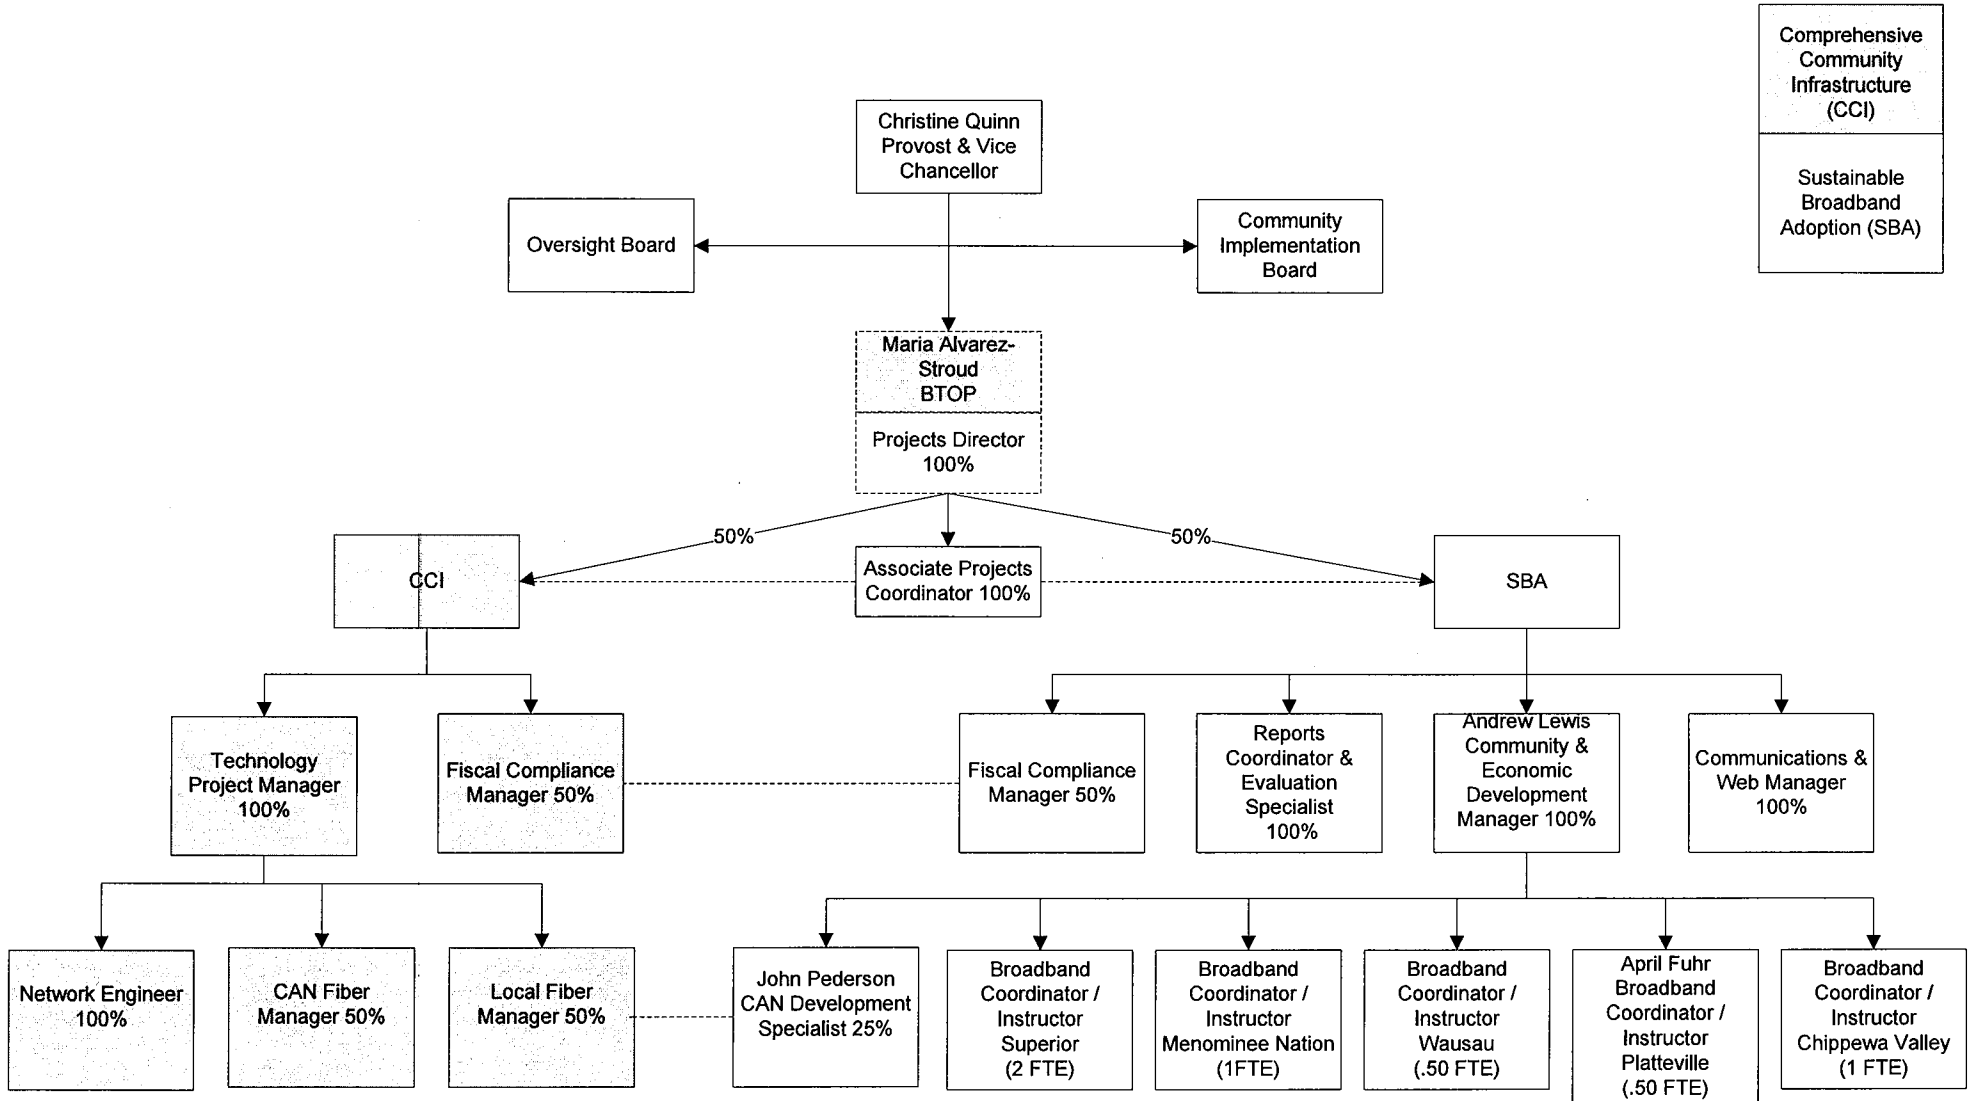 Comprehensive
Community
Infrastructure
(CCI)
Sustainable
Broadband
Adoption (SBA)
Christine Quinn
Provost & Vice
Chancellor
Oversight Board
Community
Implementation
Board
Maria Alvarez-
Stroud
BTOP
Projects Director
100%
50%
50%
CCI
Associate Projects
Coordinator 100%
SBA
Technology
Project Manager
100%
Fiscal Compliance
Manager 50%
Fiscal Compliance
Manager 50%
Reports
Coordinator &
Evaluation
Specialist
100%
Andrew Lewis
Community &
Economic
Development
Manager 100%
Communications &
Web Manager
100%
Network Engineer
100%
CAN Fiber
Manager 50%
Local Fiber
Manager 50%
John Pederson
CAN Development
Specialist 25%
Broadband
Coordinator /
Instructor
Superior
(2 FTE)
Broadband
Coordinator /
Instructor
Menominee Nation
(1FTE)
Broadband
Coordinator /
Instructor
Wausau
(.50 FTE)
April Fuhr
Broadband
Coordinator /
Instructor
Platteville
(.50 FTE)
Broadband
Coordinator /
Instructor
Chippewa Valley
(1 FTE)